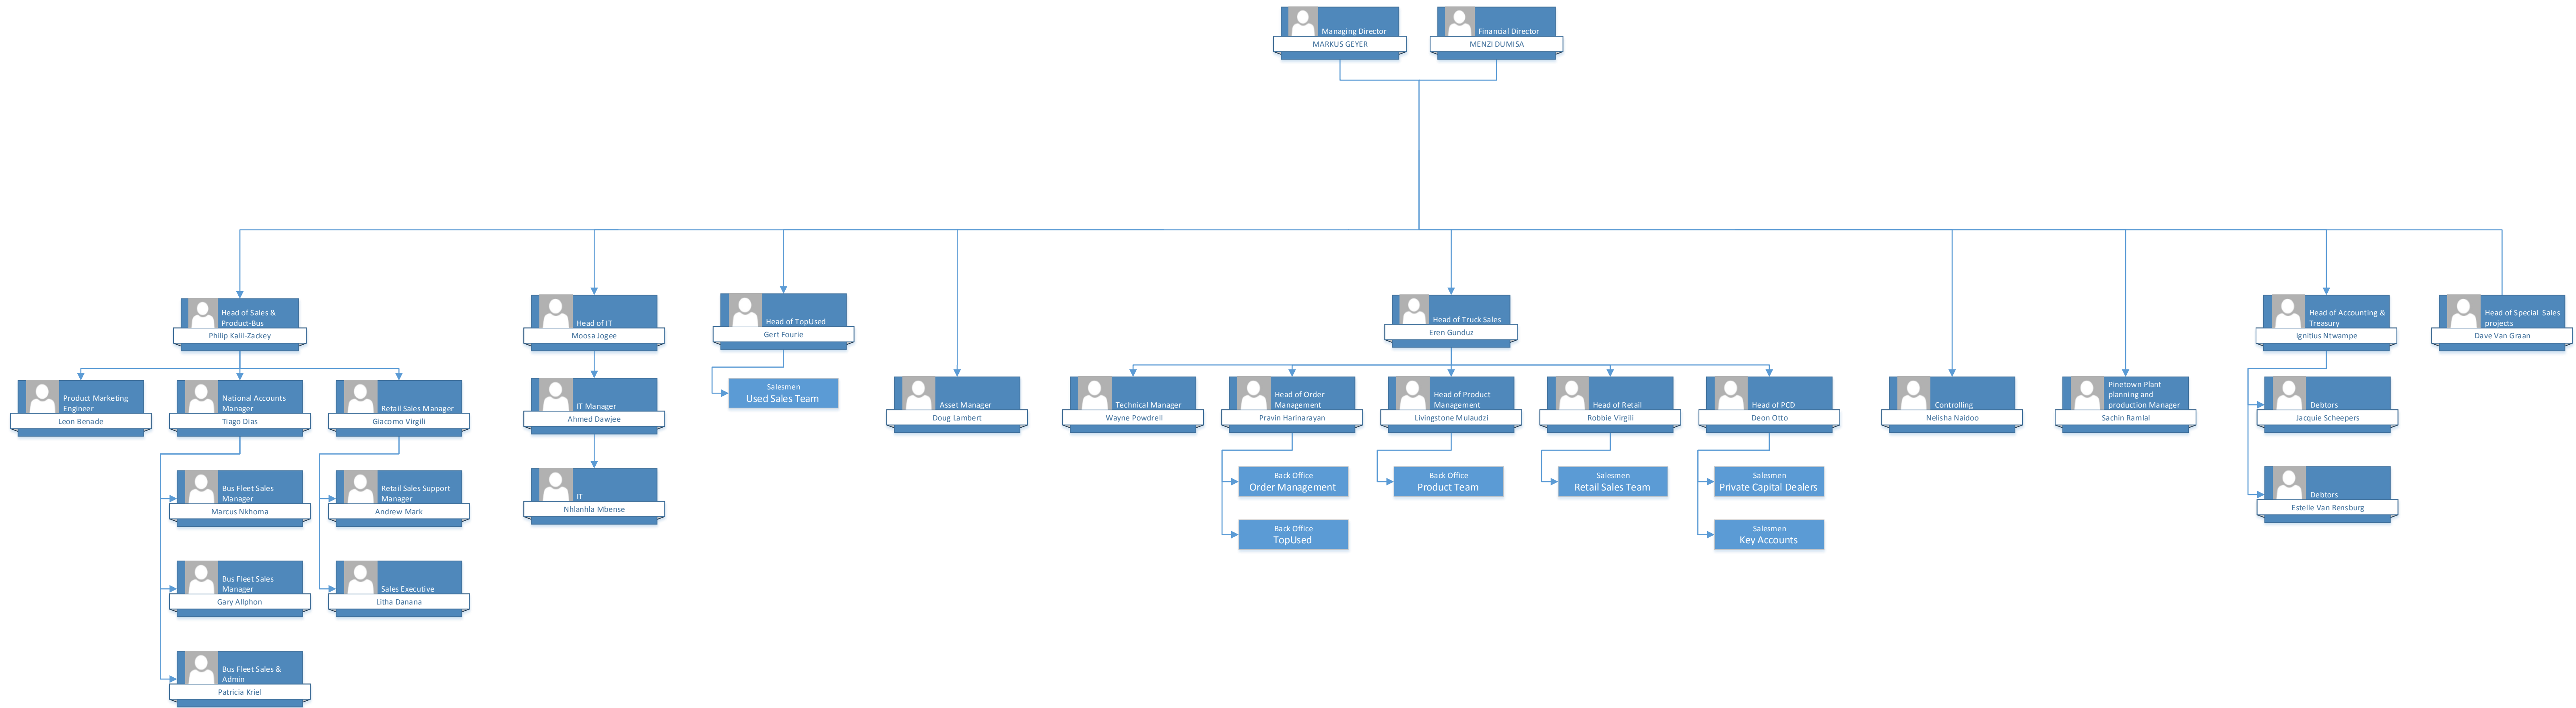 Managing Director
MARKUS GEYER
Financial Director
MENZI DUMISA
Head of Sales &
Product-Bus
Philip Kalil-Zackey
Head of IT
Moosa Jogee
Head of TopUsed
Gert Fourie
Head of Truck Sales
Eren Gunduz
Head of Accounting &
Treasury
Ignitius Ntwampe
Head of Special  Sales
projects
Dave Van Graan
Product Marketing
Engineer
Leon Benade
National Accounts
Manager
Tiago Dias
Retail Sales Manager
Giacomo Virgili
IT Manager
Ahmed Dawjee
Salesmen
Used Sales Team
Asset Manager
Doug Lambert
Technical Manager
Wayne Powdrell
Head of Order
Management
Pravin Harinarayan
Head of Product
Management
Livingstone Mulaudzi
Head of Retail
Robbie Virgili
Head of PCD
Deon Otto
Controlling
Nelisha Naidoo
Pinetown Plant
planning and
production Manager
Sachin Ramlal
Debtors
Jacquie Scheepers
Bus Fleet Sales
Manager
Marcus Nkhoma
Retail Sales Support
Manager
Andrew Mark
IT
Nhlanhla Mbense
Back Office
Order Management
Back Office
Product Team
Salesmen
Retail Sales Team
Salesmen
Private Capital Dealers
Debtors
Estelle Van Rensburg
Back Office
TopUsed
Salesmen
Key Accounts
Bus Fleet Sales
Manager
Gary Allphon
Sales Executive
Litha Danana
Bus Fleet Sales &
Admin
Patricia Kriel